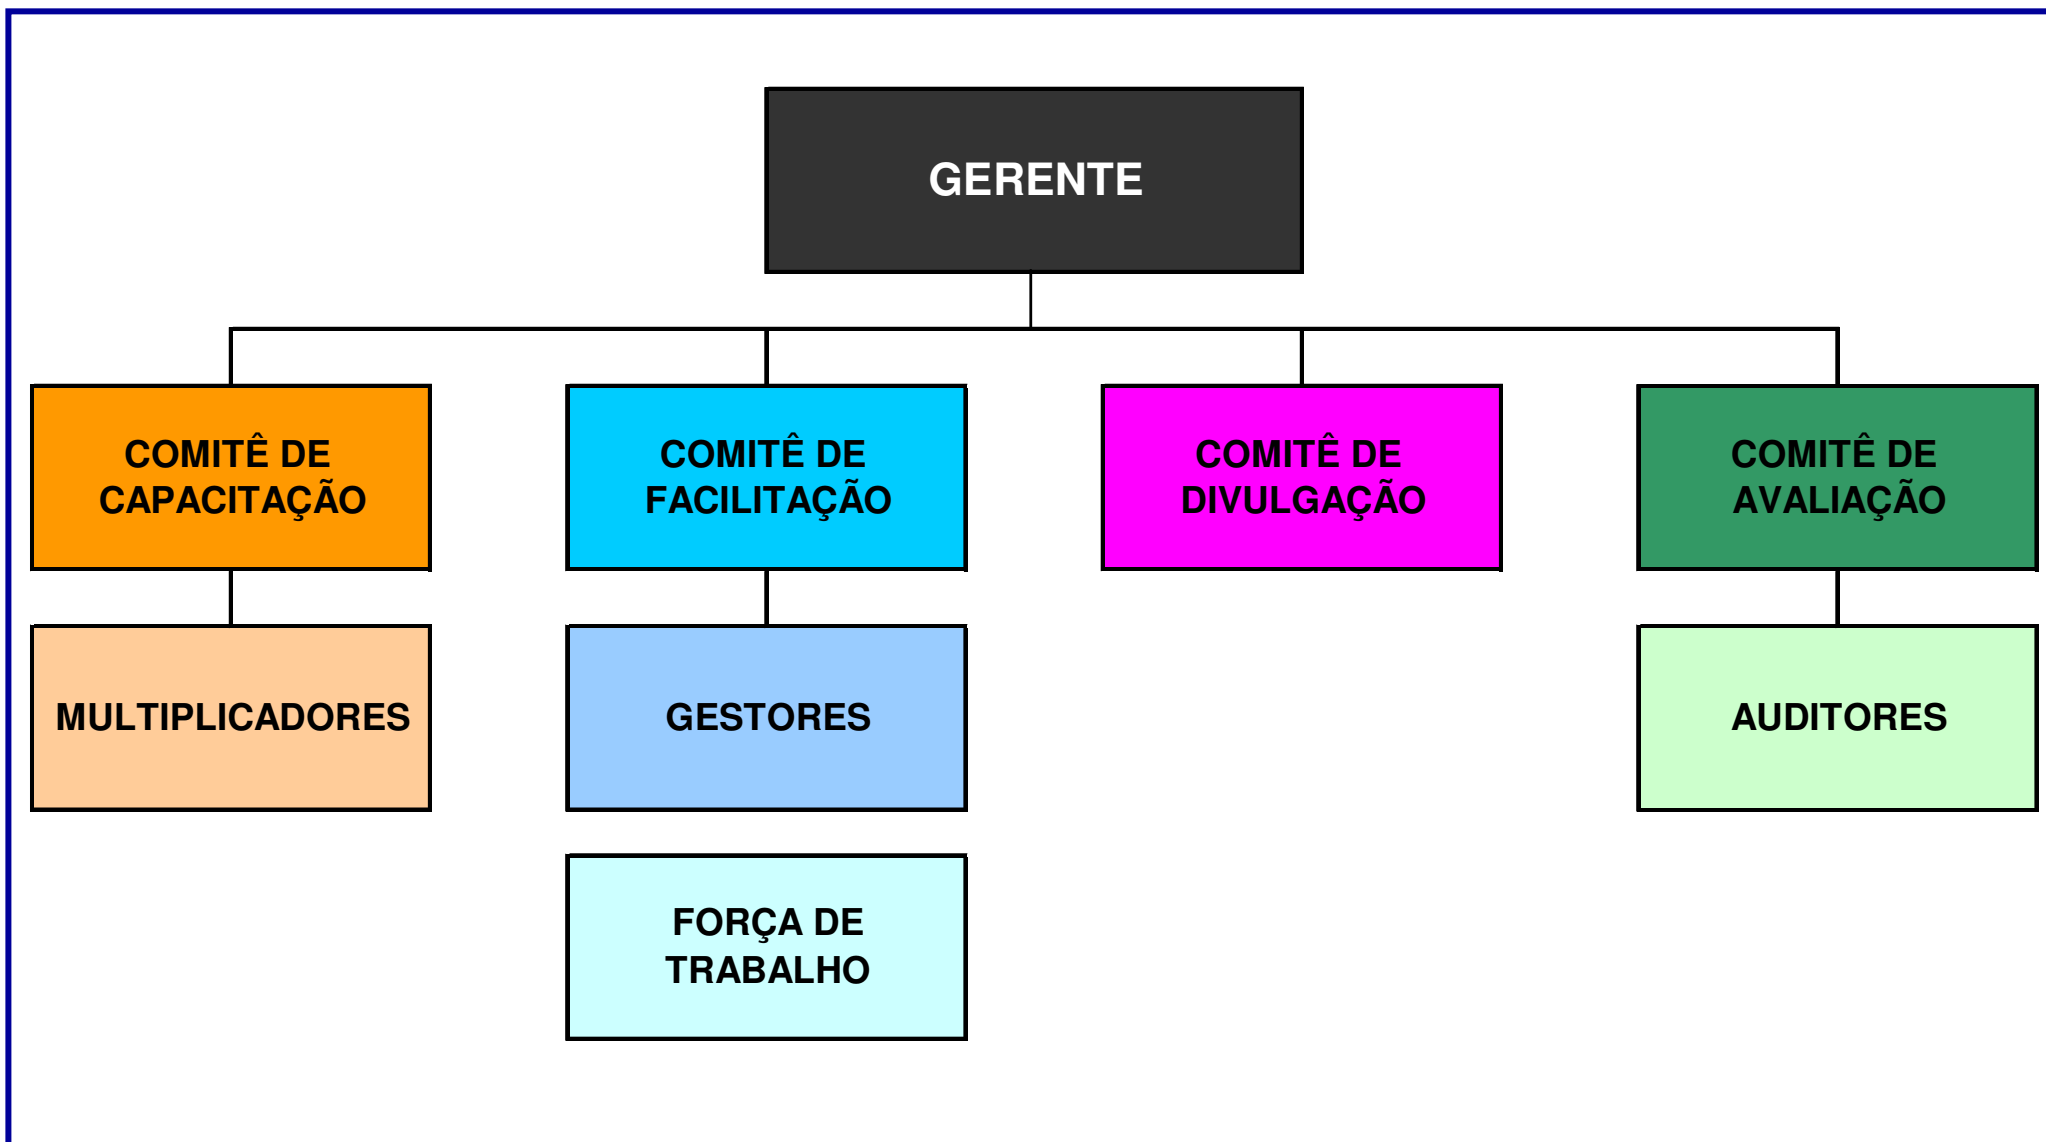 GERENTE
COMITÊ DE
CAPACITAÇÃO
COMITÊ DE
FACILITAÇÃO
COMITÊ DE
DIVULGAÇÃO
COMITÊ DE
AVALIAÇÃO
MULTIPLICADORES
GESTORES
AUDITORES
FORÇA DE
TRABALHO